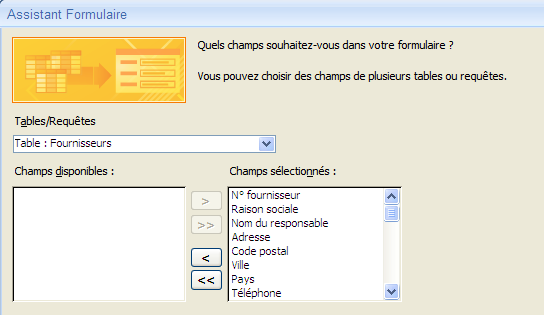 Assistant Formulaire
Quels champs souhaitez-vous dans votre formulaire ?
Vous pouvez choisir des champs de plusieurs tables ou requêtes.
Tables/Requêtes
Table : Fournisseurs
Champs disponibles :
Champs sélectionnés :
>
>>
<
<<
N° fournisseur
Raison sociale
Nom du responsable
Adresse
Code postal
Ville
Pays
Téléphone